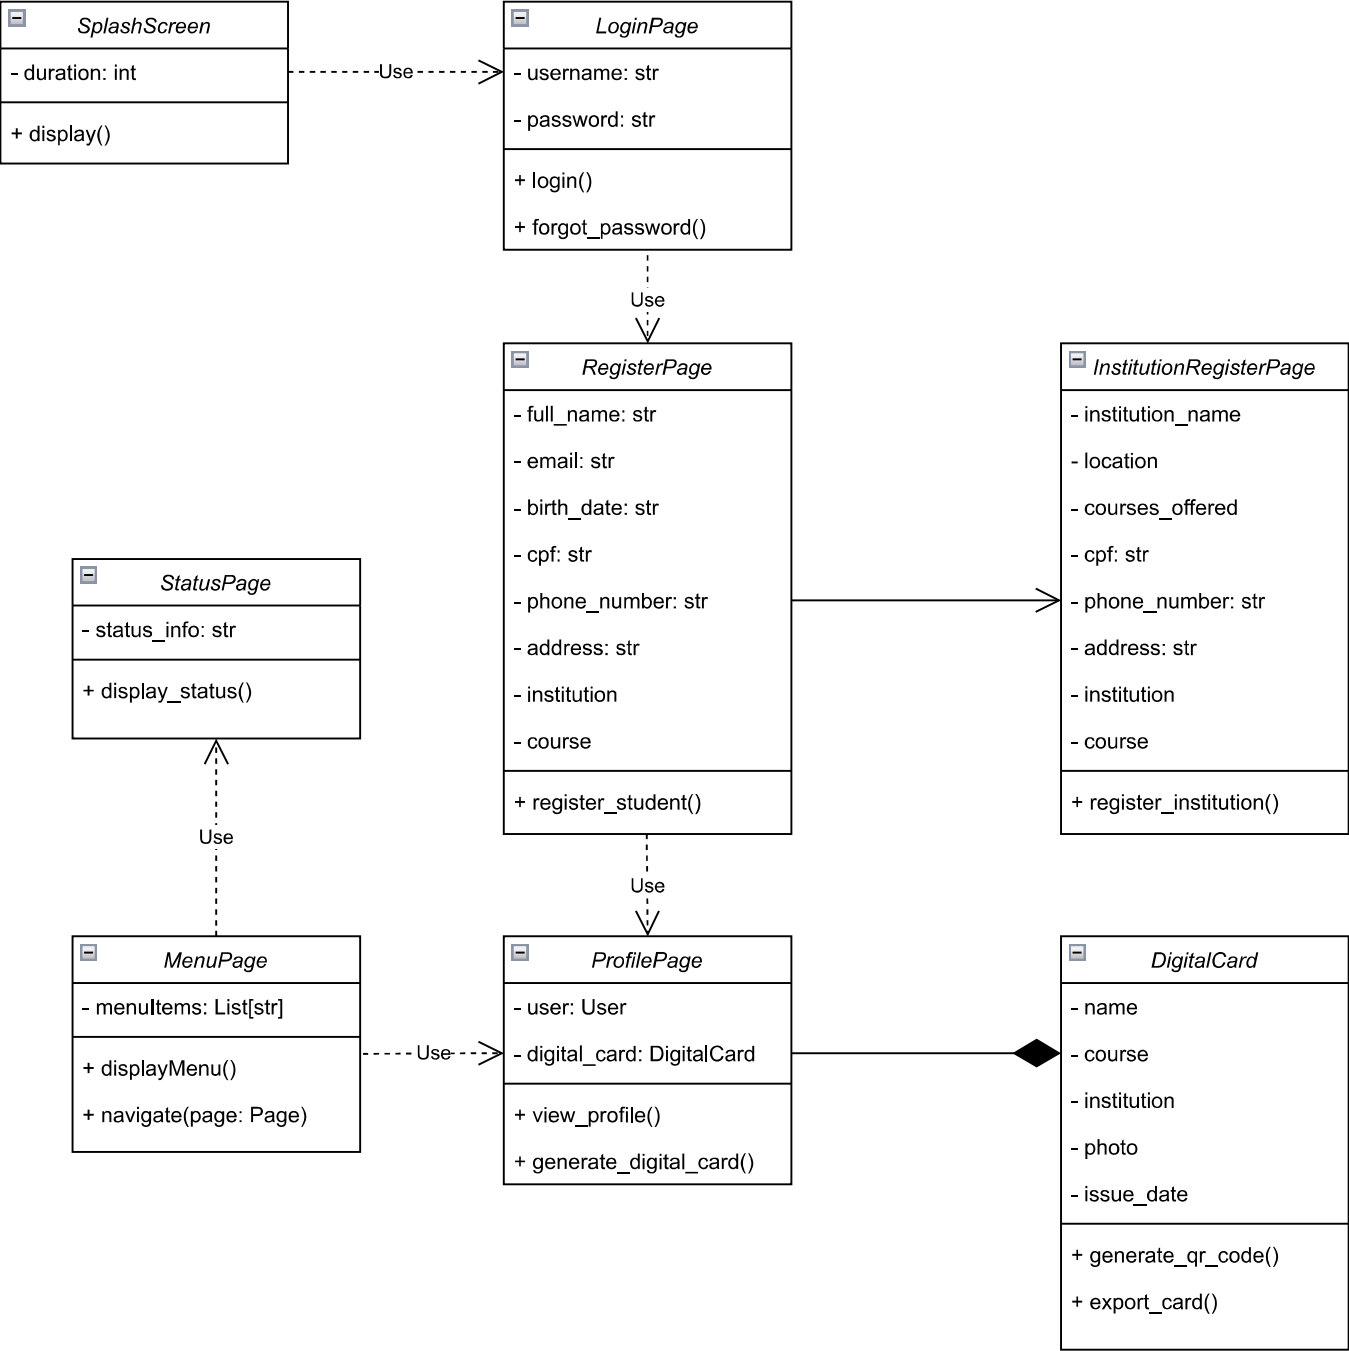 SplashScreen
- duration: int
+ display()
Use
LoginPage
- username: str
- password: str
+ login()
+ forgot_password()
Use
RegisterPage
- full_name: str
- email: str
- birth_date: str
- cpf: str
- phone_number: str
- address: str
- institution
- course
+ register_student()
InstitutionRegisterPage
- institution_name
- location
- courses_offered
- cpf: str
- phone_number: str
- address: str
- institution
- course
+ register_institution()
StatusPage
- status_info: str
+ display_status()
Use
Use
MenuPage
- menuItems: List[str]
+ displayMenu()
+ navigate(page: Page)
Use
ProfilePage
- user: User
- digital_card: DigitalCard
+ view_profile()
+ generate_digital_card()
DigitalCard
- name
- course
- institution
- photo
- issue_date
+ generate_qr_code()
+ export_card()